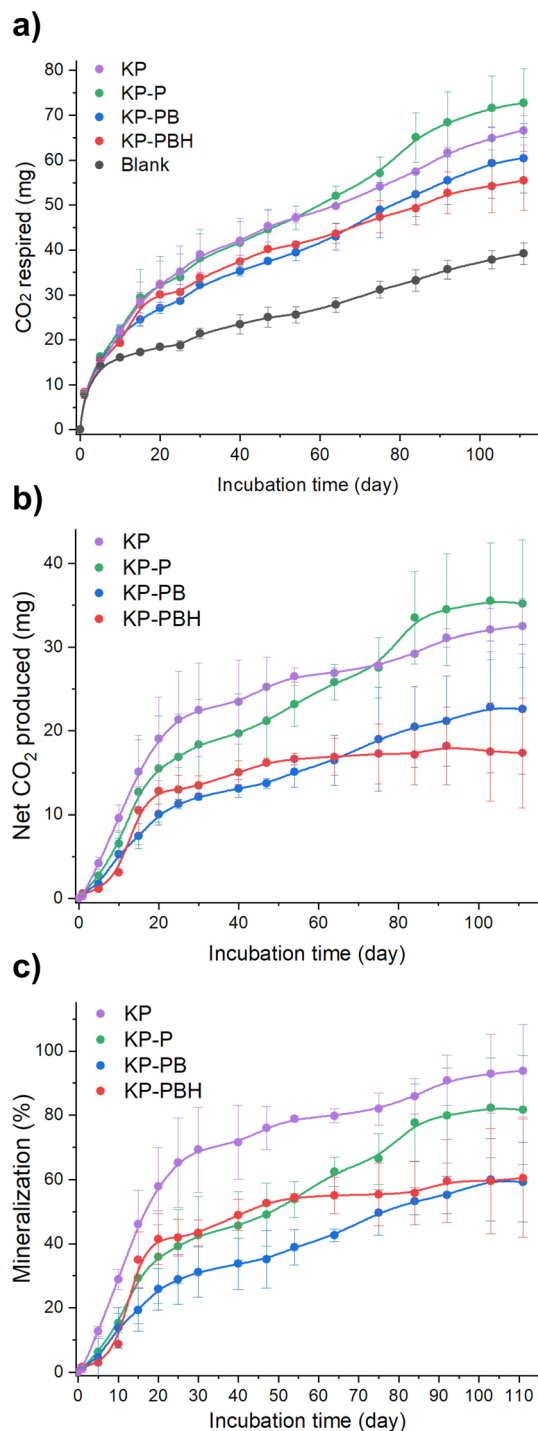 a)
80
70
60
50
40
30
20
10
0
CO₂ respired (mg)
KP
KP-P
KP-PB
KP-PBH
Blank
0 20 40 60 80 100
Incubation time (day)
b)
40
30
20
10
0
Net CO₂ produced (mg)
KP
KP-P
KP-PB
KP-PBH
0 20 40 60 80 100
Incubation time (day)
c)
100
80
60
40
20
0
Mineralization (%)
KP
KP-P
KP-PB
KP-PBH
0 10 20 30 40 50 60 70 80 90 100 110
Incubation time (day)